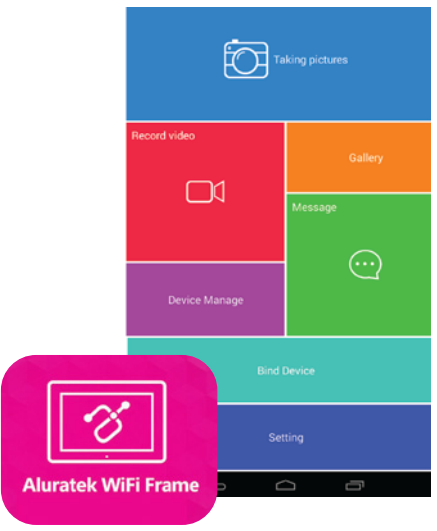 Taking pictures
Record video
Gallery
Message
Device Manage
Bind Device
Setting
Aluratek WiFi Frame